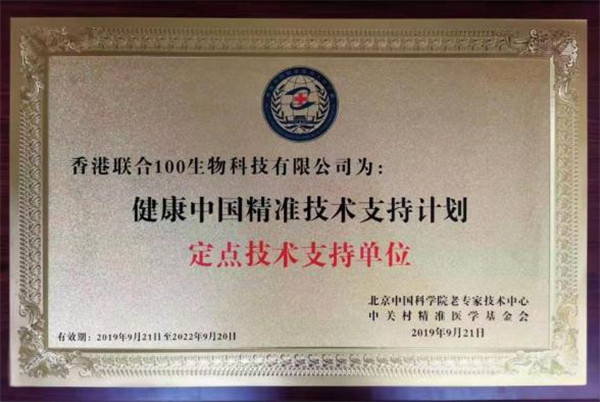 香港联合100生物科技有限公司为：
健康中国精准技术支持计划
定点技术支持单位
北京中国科学院老专家技术中心
中关村精准医学基金会
有效期：2019年9月21日至2022年9月20日
2019年9月21日